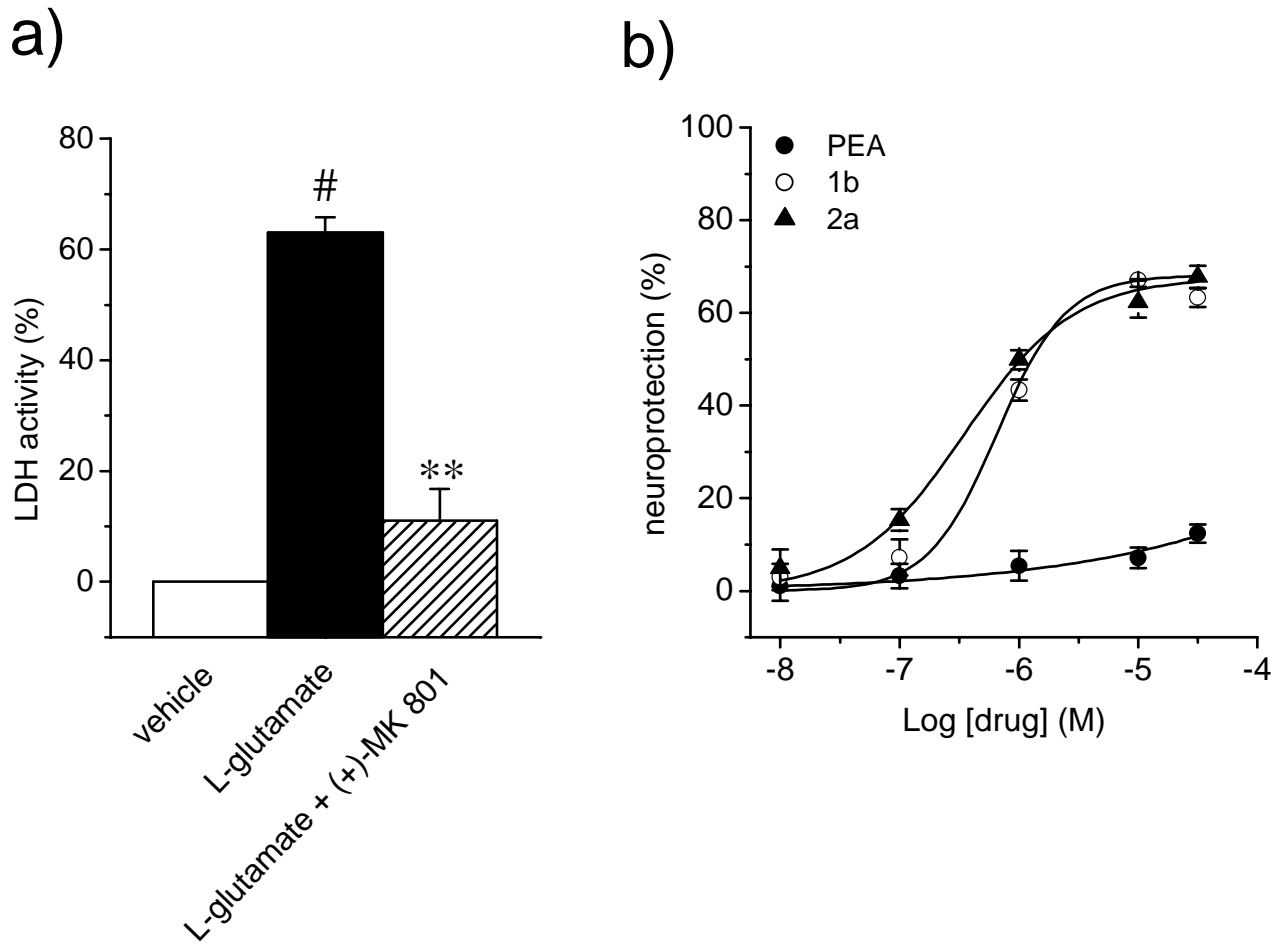 a)
80
60
40
20
0
LDH activity (%)
#
**
vehicle
L-glutamate
L-glutamate + (+)-MK 801
b)
100
80
60
40
20
0
neuroprotection (%)
PEA
1b
2a
-8 -7 -6 -5 -4
Log [drug] (M)